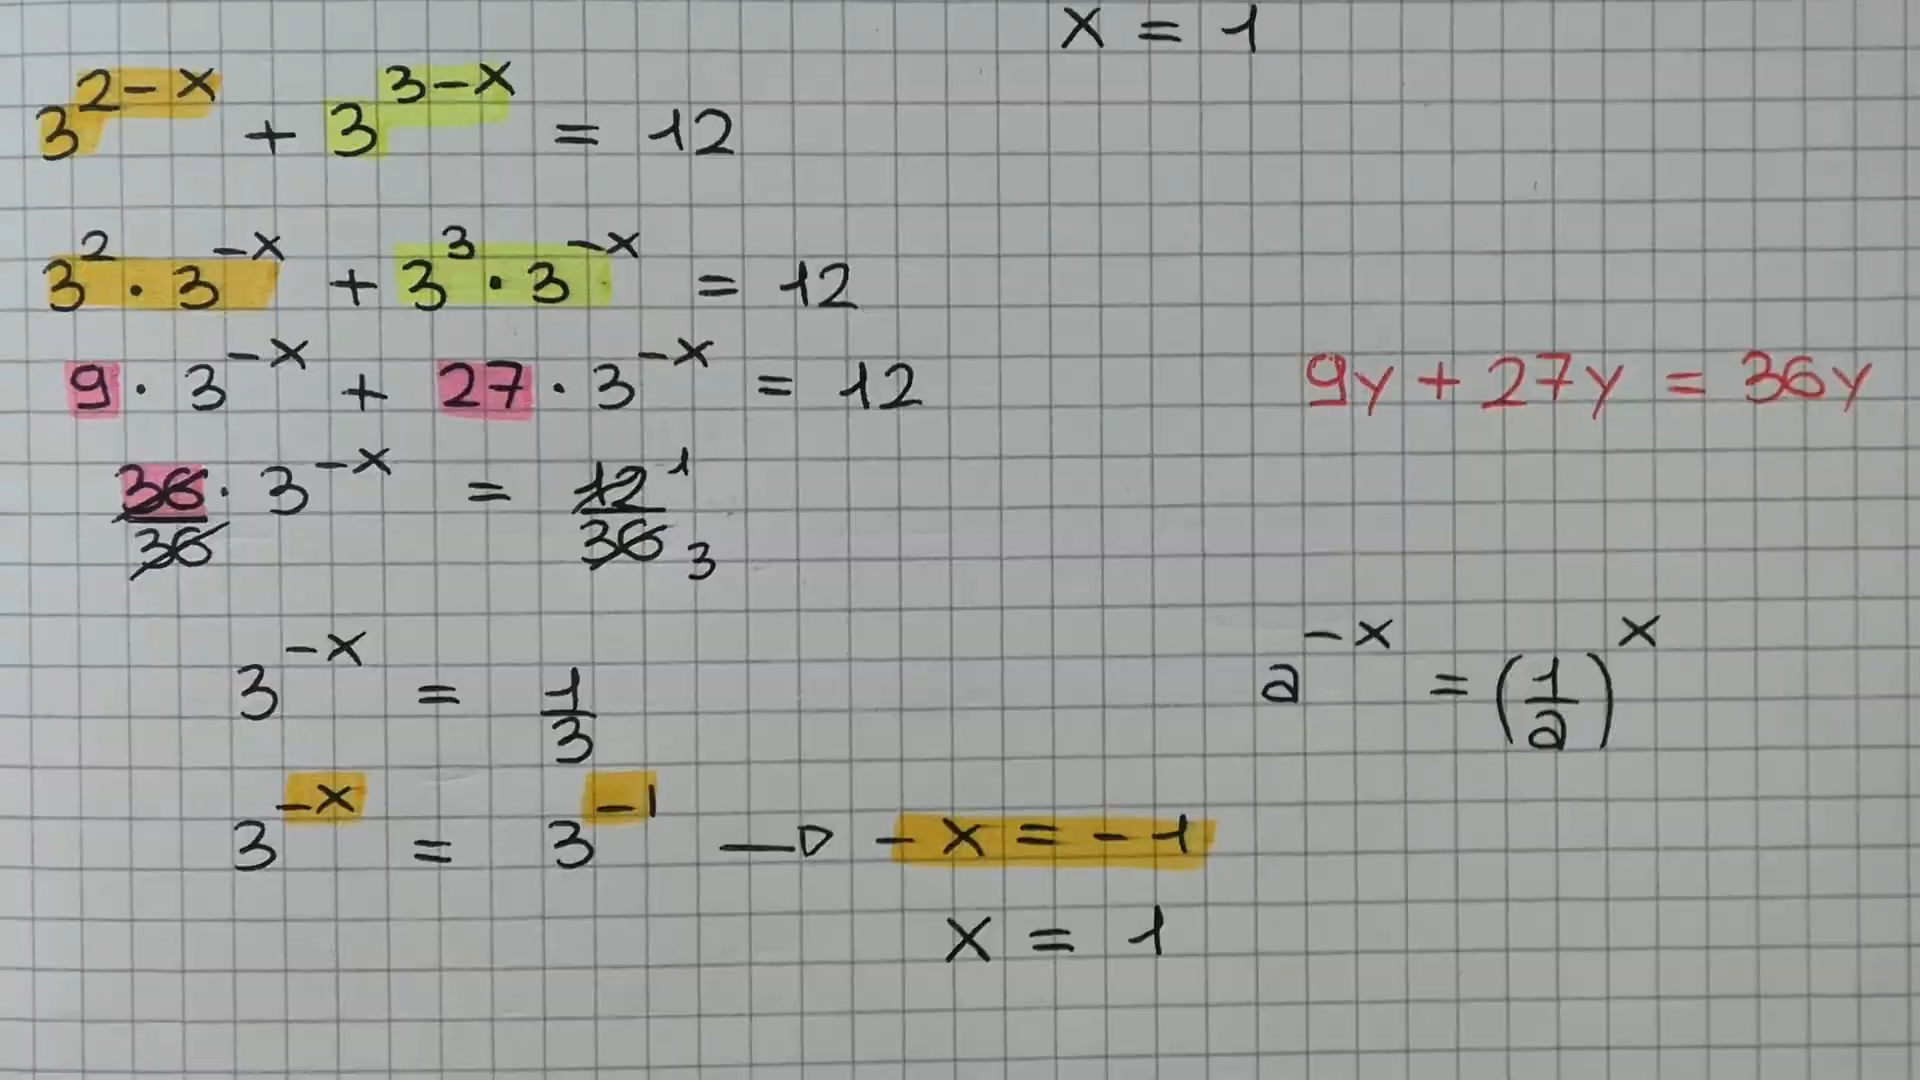 x = 1
3^{2-x} + 3^{3-x} = 12
3^2 · 3^{-x} + 3^3 · 3^{-x} = 12
9 · 3^{-x} + 27 · 3^{-x} = 12
9y + 27y = 36y
36/36 · 3^{-x} = 12/36 1 3
3^{-x} = 1/3
a^{-x} = (1/a)^x
3^{-x} = 3^{-1} → -x = -1
x = 1